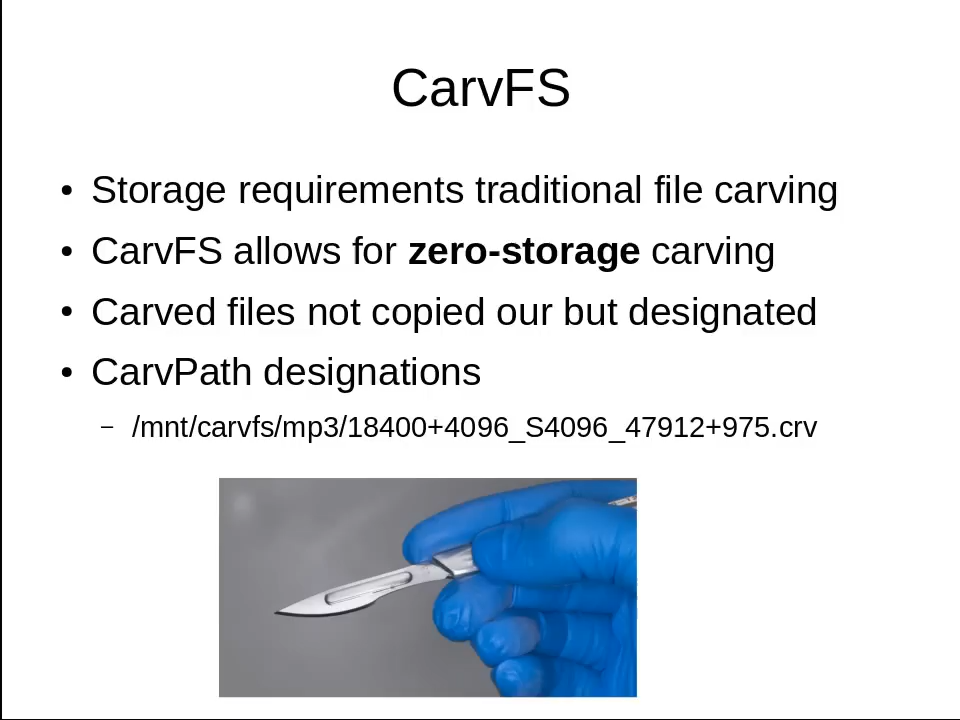 CarvFS
• Storage requirements traditional file carving
• CarvFS allows for zero-storage carving
• Carved files not copied our but designated
• CarvPath designations
– /mnt/carvfs/mp3/18400+4096_S4096_47912+975.crv